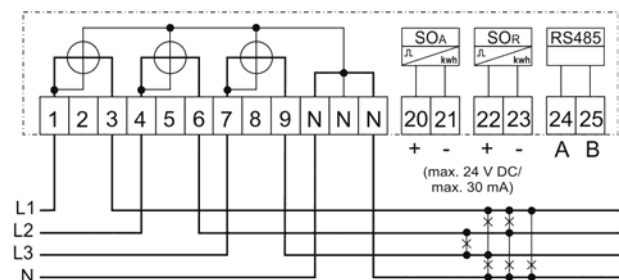 SOA SOR RS485
kwh kwh
1 2 3 4 5 6 7 8 9 N N N 20 21 22 23 24 25
+ - + - A B
(max. 24 V DC/
max. 30 mA)
L1
L2
L3
N